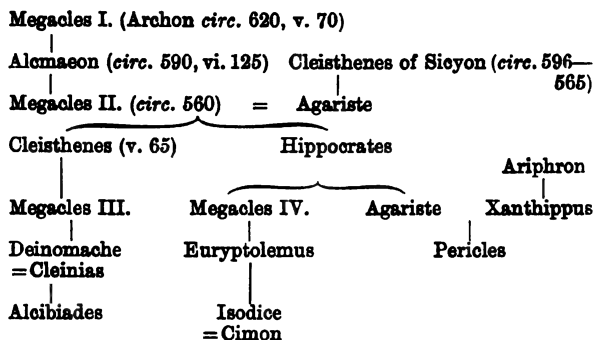 Megacles I. (Archon circ. 620, v. 70)
Alcmaeon (circ. 590, vi. 125) Cleisthenes of Sicyon (circ. 596—
565)
Megacles II. (circ. 560) = Agariste
Cleisthenes (v. 65) Hippocrates
Ariphron
Megacles III. Megacles IV. Agariste Xanthippus
Deinomache Euryptolemus Pericles
=Cleinias
Alcibiades Isodice
=Cimon